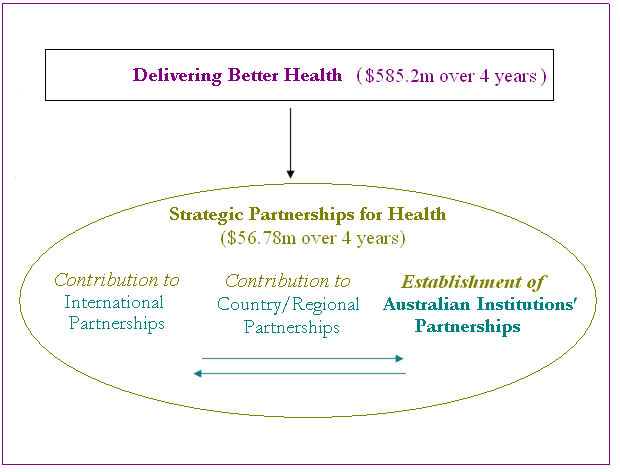 Delivering Better Health ($585.2m over 4 years)
Strategic Partnerships for Health
($56.78m over 4 years)
Contribution to
International
Partnerships
Contribution to
Country/Regional
Partnerships
Establishment of
Australian Institutions'
Partnerships